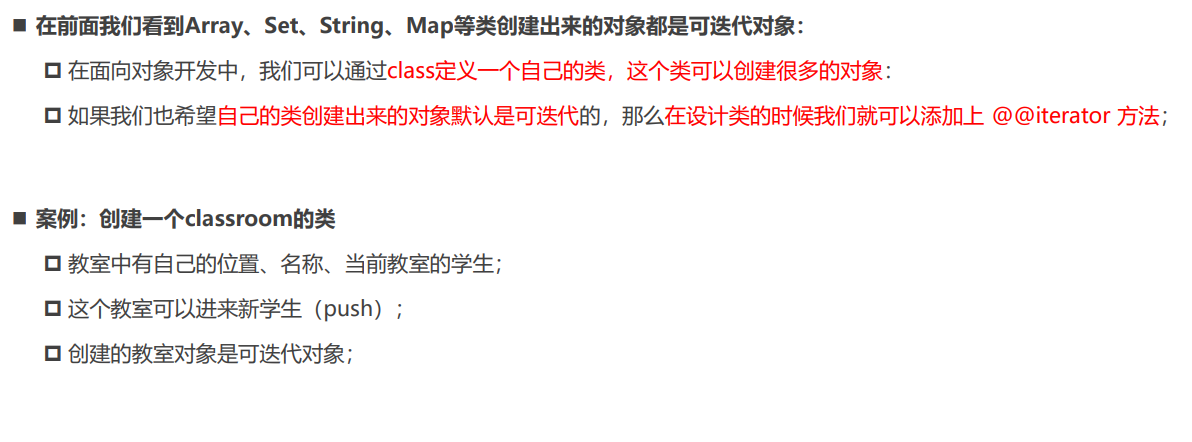 ■ 在前面我们看到Array、Set、String、Map等类创建出来的对象都是可迭代对象：
在面向对象开发中，我们可以通过class定义一个自己的类，这个类可以创建很多的对象：
如果我们也希望自己的类创建出来的对象默认是可迭代的，那么在设计类的时候我们就可以添加上 @@iterator 方法；
■ 案例：创建一个classroom的类
教室中有自己的位置、名称、当前教室的学生；
这个教室可以进来新学生（push）；
创建的教室对象是可迭代对象；